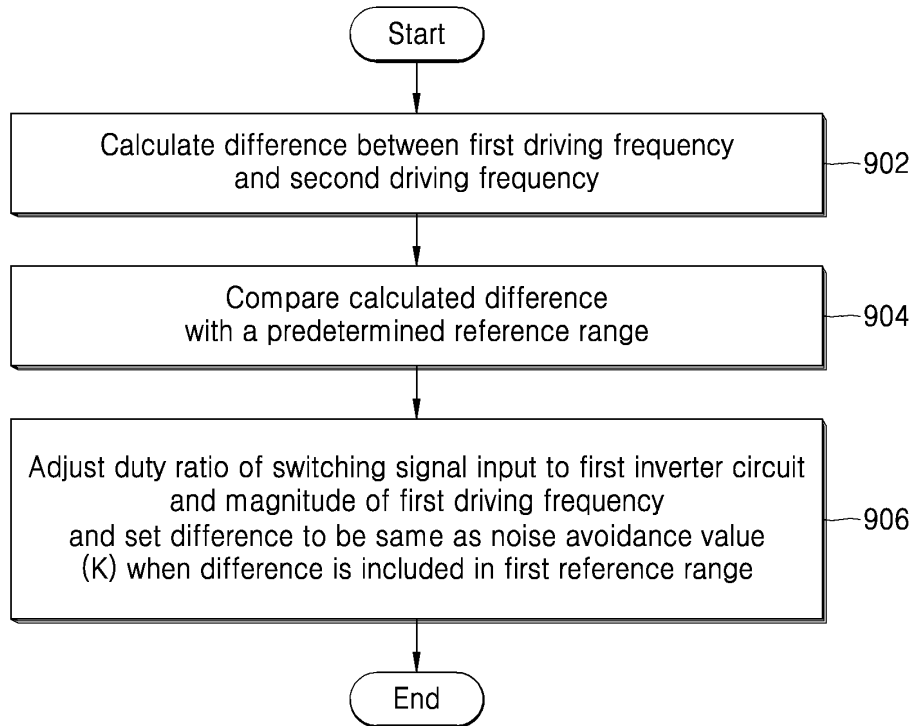 Start
Calculate difference between first driving frequency
and second driving frequency
902
Compare calculated difference
with a predetermined reference range
904
Adjust duty ratio of switching signal input to first inverter circuit
and magnitude of first driving frequency
and set difference to be same as noise avoidance value
(K) when difference is included in first reference range
906
End